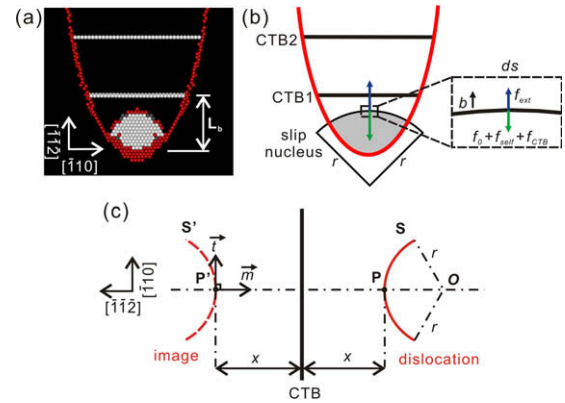 (a)
L_b
[1̄1̄2̄]
[1̄10]
(b)
CTB2
CTB1
slip
nucleus
r
r
ds
b
f_ext
f_0 + f_self + f_CTB
(c)
S'
S
P'
t
m
P
O
r
r
[1̄10]
[1̄1̄2̄]
image
x
x
dislocation
CTB